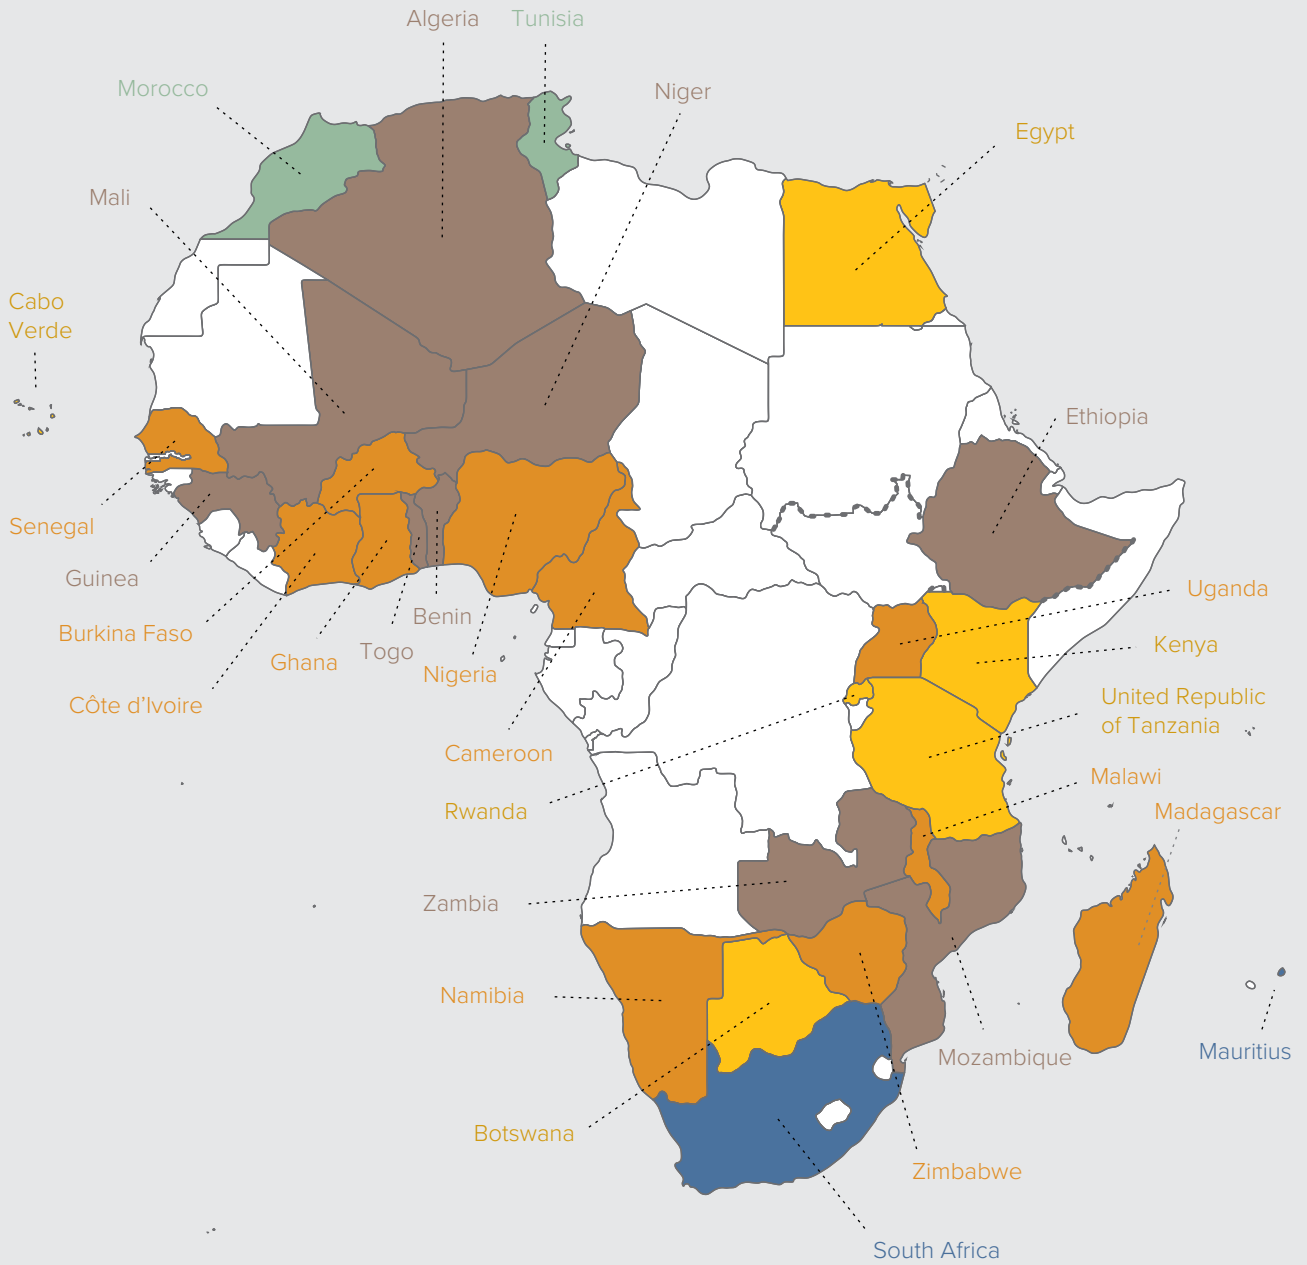 Algeria
Tunisia
Morocco
Niger
Egypt
Mali
Cabo
Verde
Ethiopia
Senegal
Guinea
Uganda
Benin
Burkina Faso
Kenya
Togo
Ghana
Nigeria
United Republic
of Tanzania
Côte d’Ivoire
Cameroon
Malawi
Rwanda
Madagascar
Zambia
Namibia
Mauritius
Mozambique
Botswana
Zimbabwe
South Africa